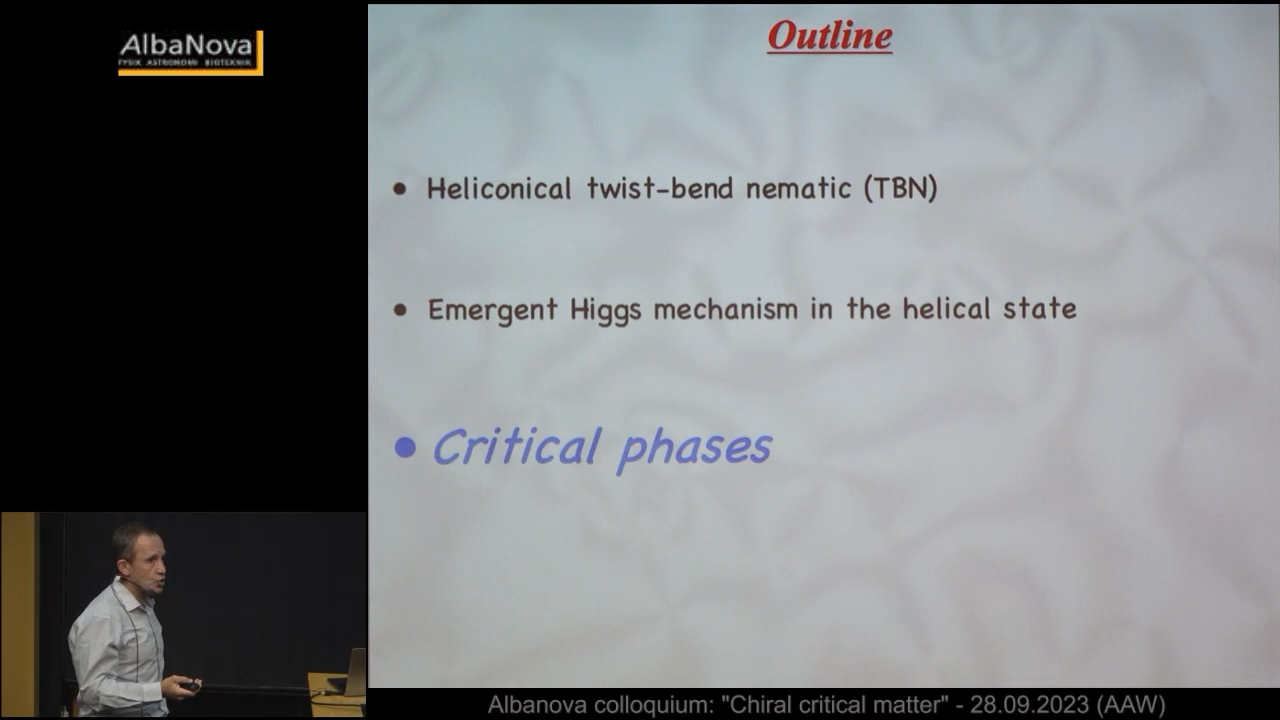 AlbaNova
FYSIK ASTRONOMI BIOTEKNIK
Outline
• Heliconical twist-bend nematic (TBN)
• Emergent Higgs mechanism in the helical state
• Critical phases
Albanova colloquium: "Chiral critical matter" - 28.09.2023 (AAW)